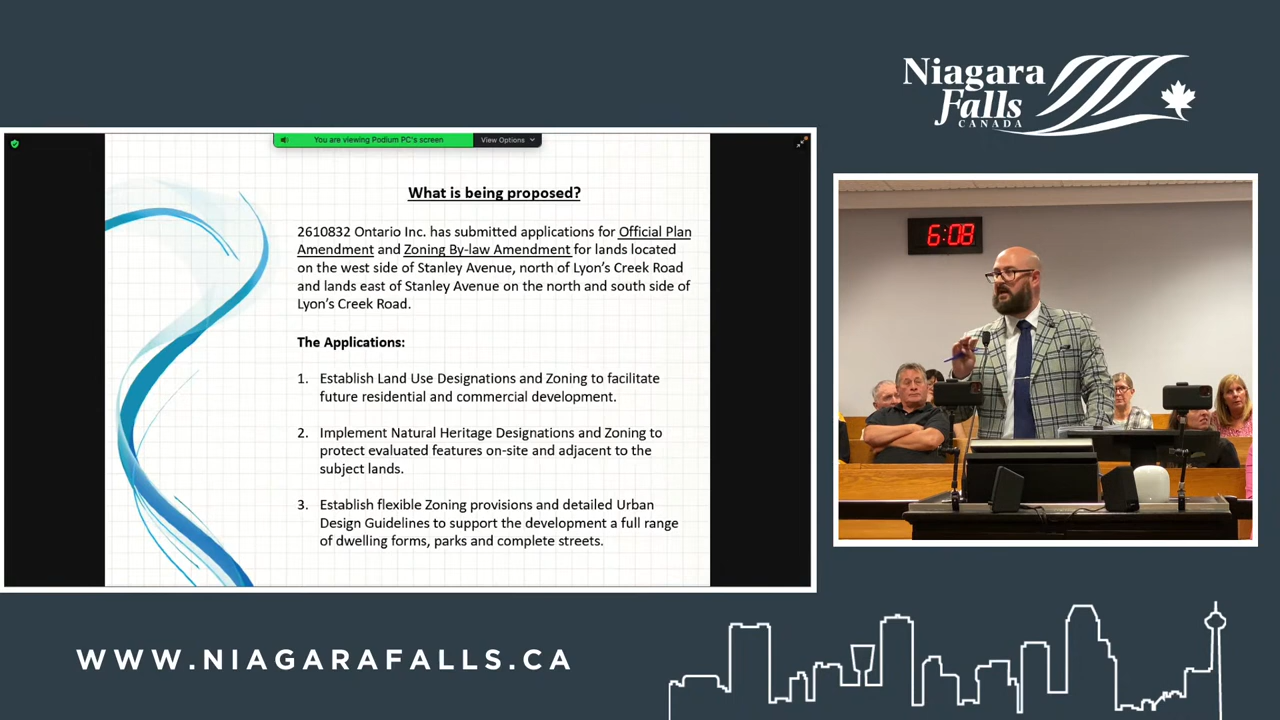 Niagara
Falls
CANADA
You are viewing Podium PC's screen
View Options
What is being proposed?
2610832 Ontario Inc. has submitted applications for Official Plan
Amendment and Zoning By-law Amendment for lands located
on the west side of Stanley Avenue, north of Lyon's Creek Road
and lands east of Stanley Avenue on the north and south side of
Lyon's Creek Road.
The Applications:
1. Establish Land Use Designations and Zoning to facilitate
future residential and commercial development.
2. Implement Natural Heritage Designations and Zoning to
protect evaluated features on-site and adjacent to the
subject lands.
3. Establish flexible Zoning provisions and detailed Urban
Design Guidelines to support the development a full range
of dwelling forms, parks and complete streets.
6:08
WWW.NIAGARAFALLS.CA